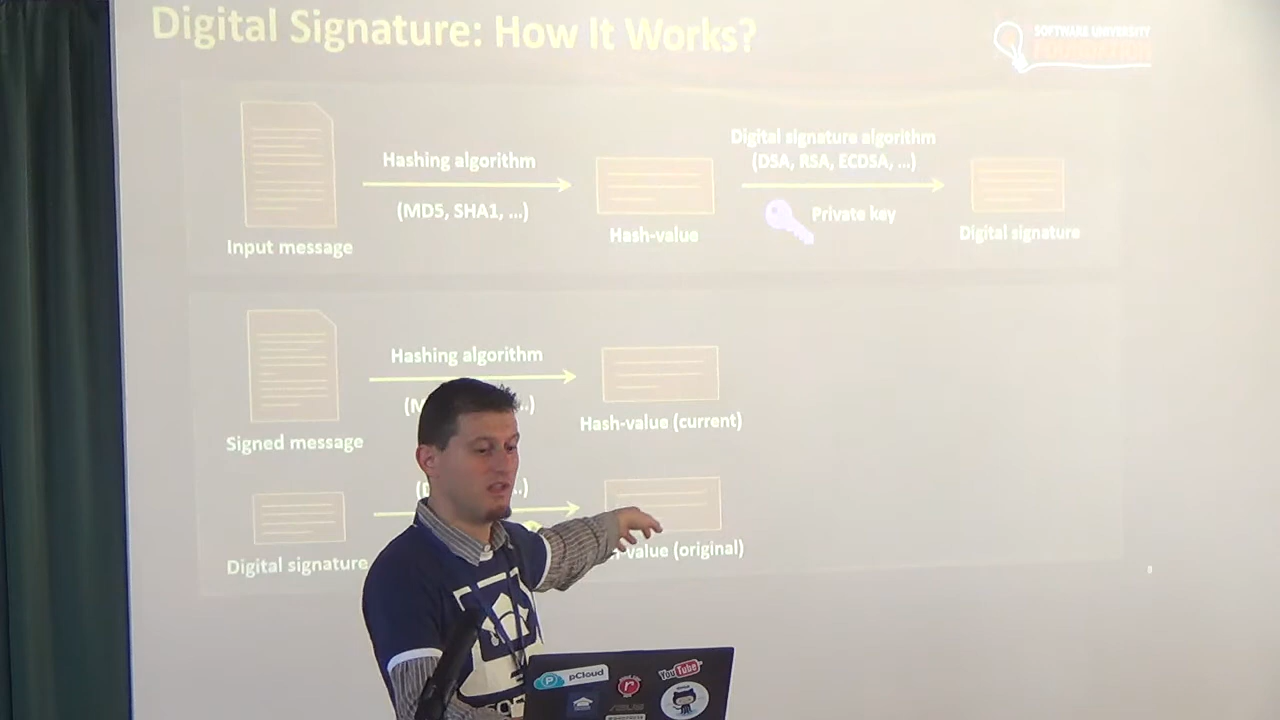 Digital Signature: How It Works?
SOFTWARE UNIVERSITY
FOUNDATION
Hashing algorithm
(MD5, SHA1, ...)
Input message
Hash-value
Digital signature algorithm
(DSA, RSA, ECDSA, ...)
Private key
Digital signature
Hashing algorithm
Signed message
Hash-value (current)
Digital signature
-value (original)
pCloud
YouTube